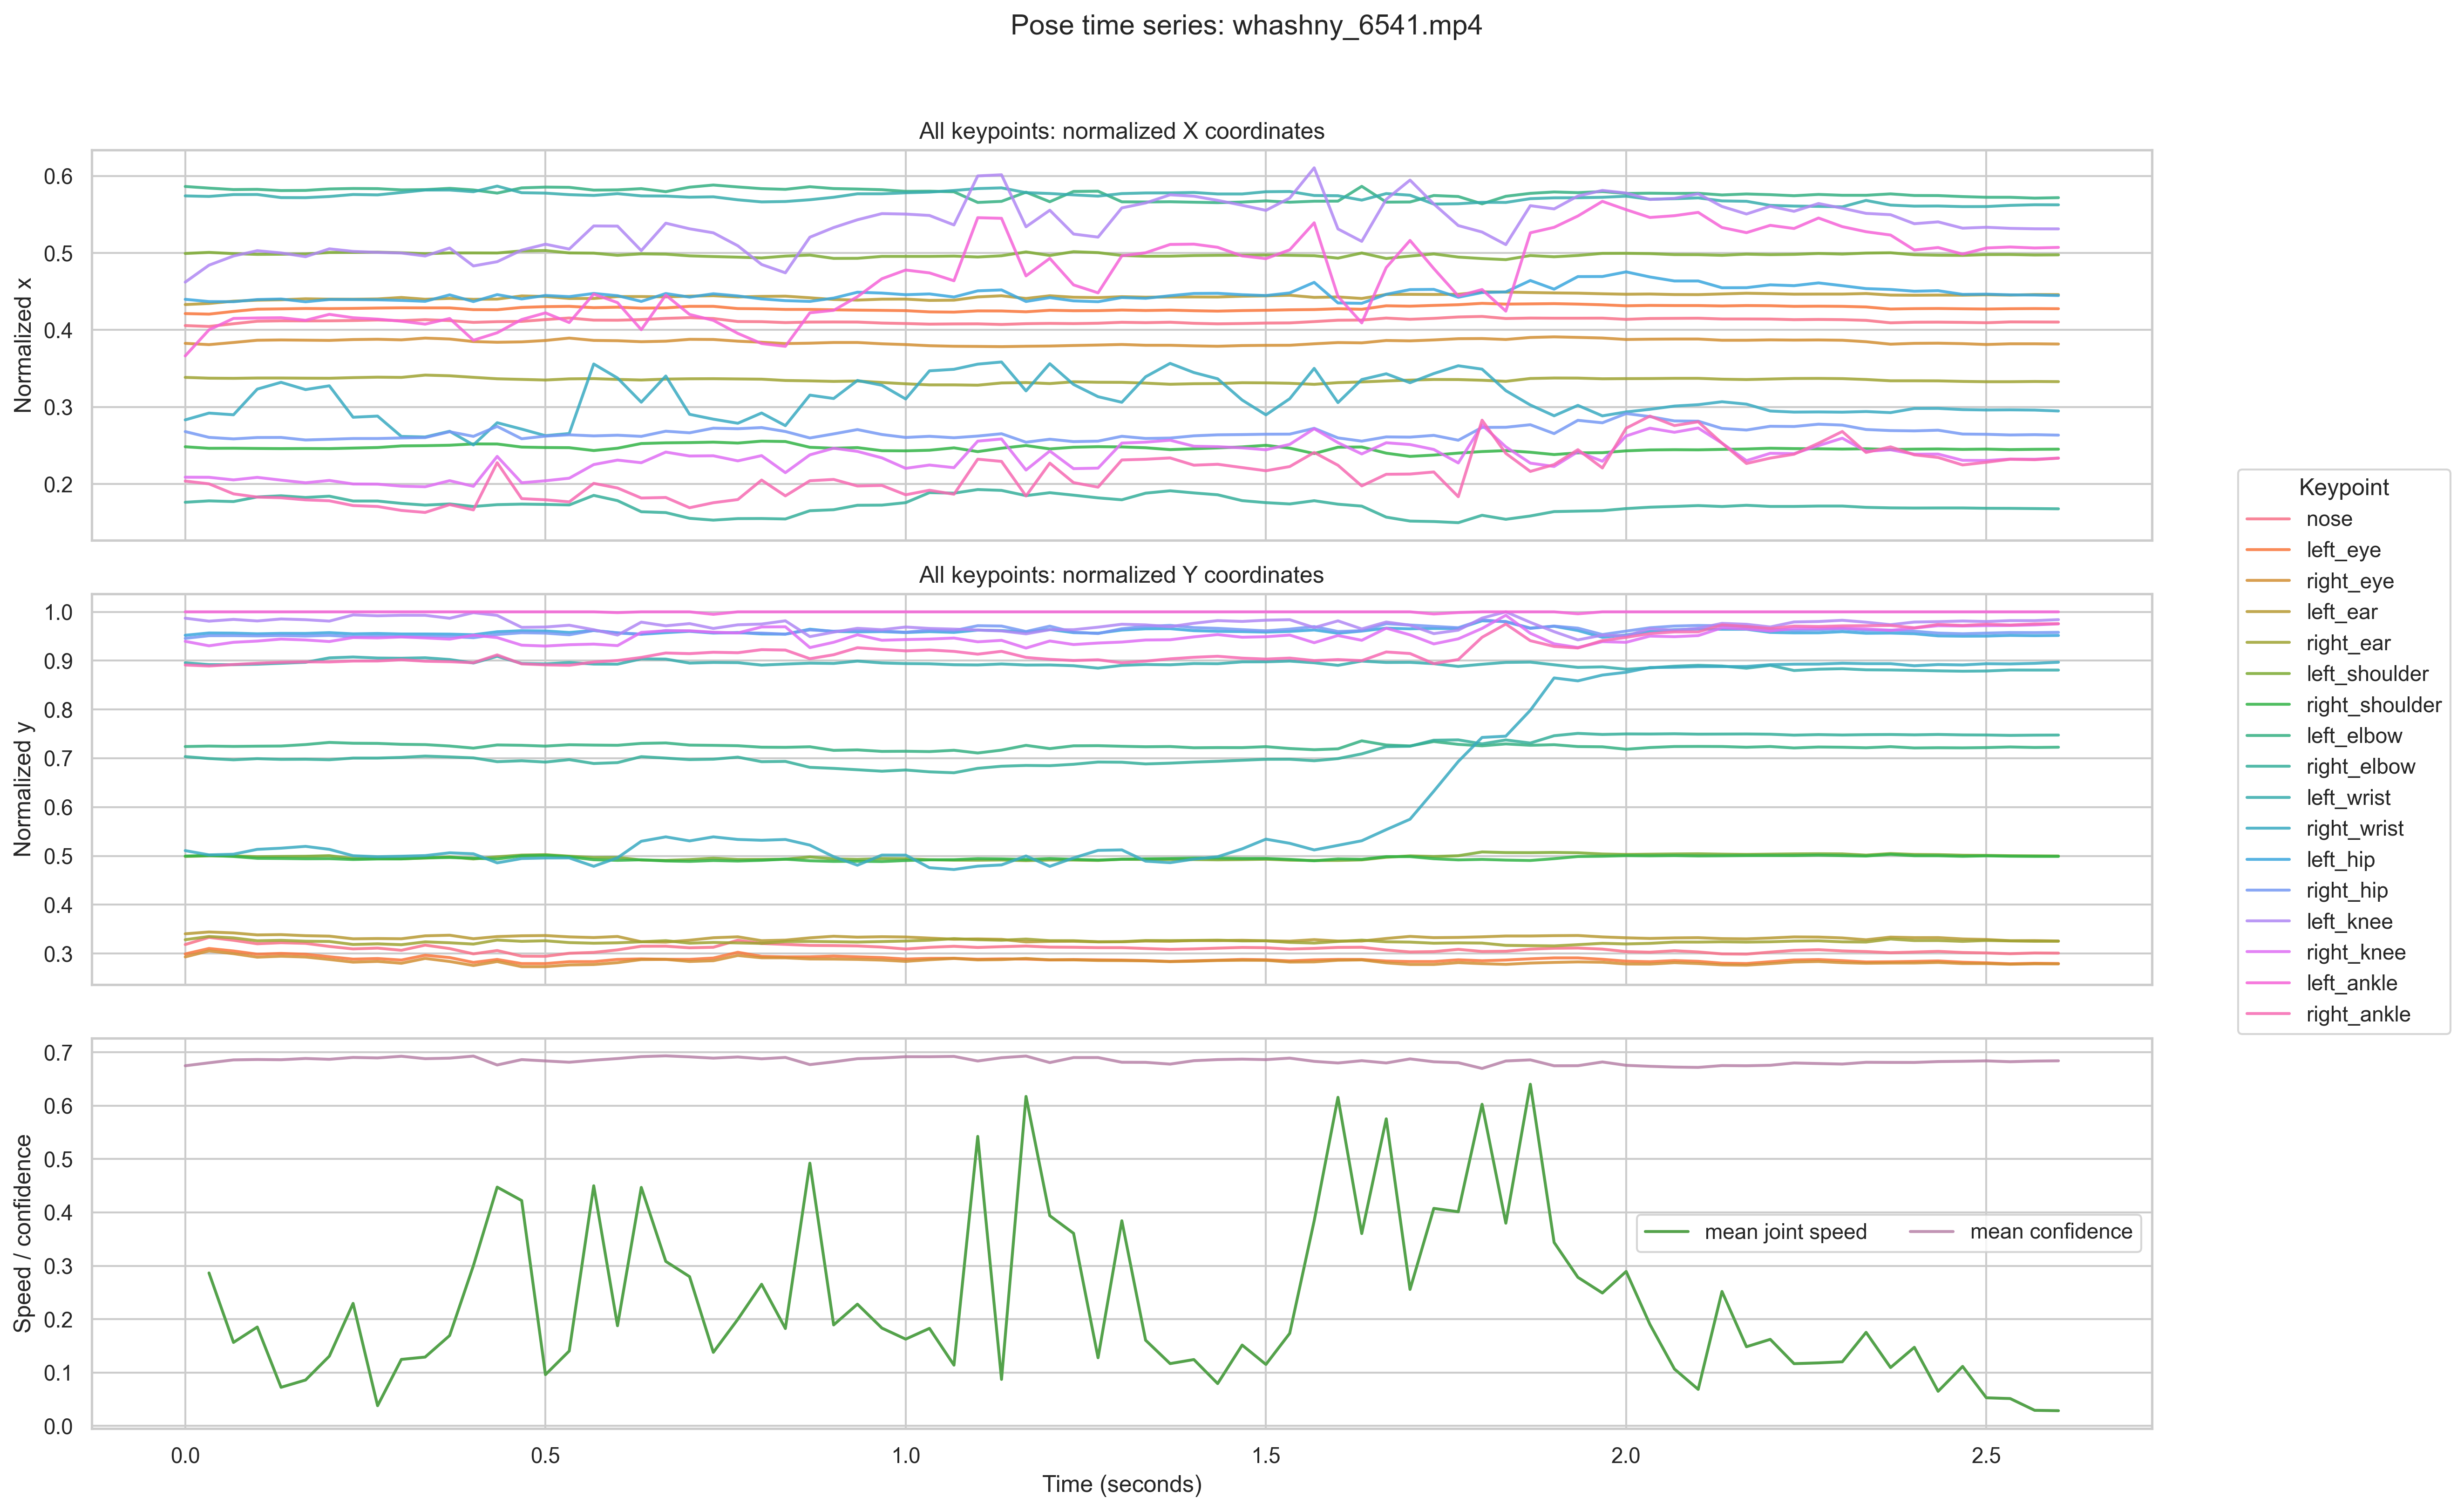 Pose time series: whashny_6541.mp4
All keypoints: normalized X coordinates
Normalized x
0.6
0.5
0.4
0.3
0.2
All keypoints: normalized Y coordinates
Normalized y
1.0
0.9
0.8
0.7
0.6
0.5
0.4
0.3
Speed / confidence
0.7
0.6
0.5
0.4
0.3
0.2
0.1
0.0
mean joint speed mean confidence
0.0 0.5 1.0 1.5 2.0 2.5
Time (seconds)
Keypoint
nose
left_eye
right_eye
left_ear
right_ear
left_shoulder
right_shoulder
left_elbow
right_elbow
left_wrist
right_wrist
left_hip
right_hip
left_knee
right_knee
left_ankle
right_ankle